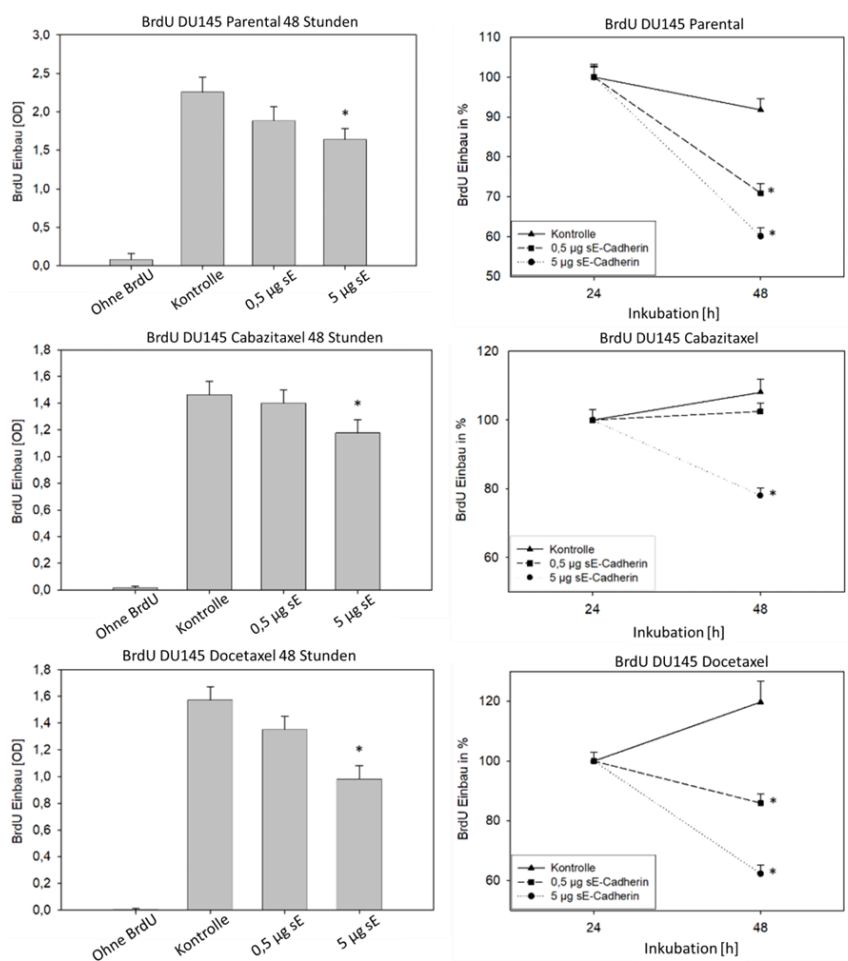 BrdU DU145 Parental 48 Stunden
BrdU Einbau [OD]
3,0
2,5
2,0
1,5
1,0
0,5
0,0
*
Ohne BrdU
Kontrolle
0,5 µg sE
5 µg sE
BrdU DU145 Parental
BrdU Einbau in %
110
100
90
80
70
60
50
*
*
Kontrolle
0,5 µg sE-Cadherin
5 µg sE-Cadherin
24
48
Inkubation [h]
BrdU DU145 Cabazitaxel 48 Stunden
BrdU Einbau [OD]
1,8
1,6
1,4
1,2
1,0
0,8
0,6
0,4
0,2
0,0
*
Ohne BrdU
Kontrolle
0,5 µg sE
5 µg sE
BrdU DU145 Cabazitaxel
BrdU Einbau in %
120
100
80
60
*
Kontrolle
0,5 µg sE-Cadherin
5 µg sE-Cadherin
24
48
Inkubation [h]
BrdU DU145 Docetaxel 48 Stunden
BrdU Einbau [OD]
1,8
1,6
1,4
1,2
1,0
0,8
0,6
0,4
0,2
0,0
*
Ohne BrdU
Kontrolle
0,5 µg sE
5 µg sE
BrdU DU145 Docetaxel
BrdU Einbau in %
120
100
80
60
*
*
Kontrolle
0,5 µg sE-Cadherin
5 µg sE-Cadherin
24
48
Inkubation [h]